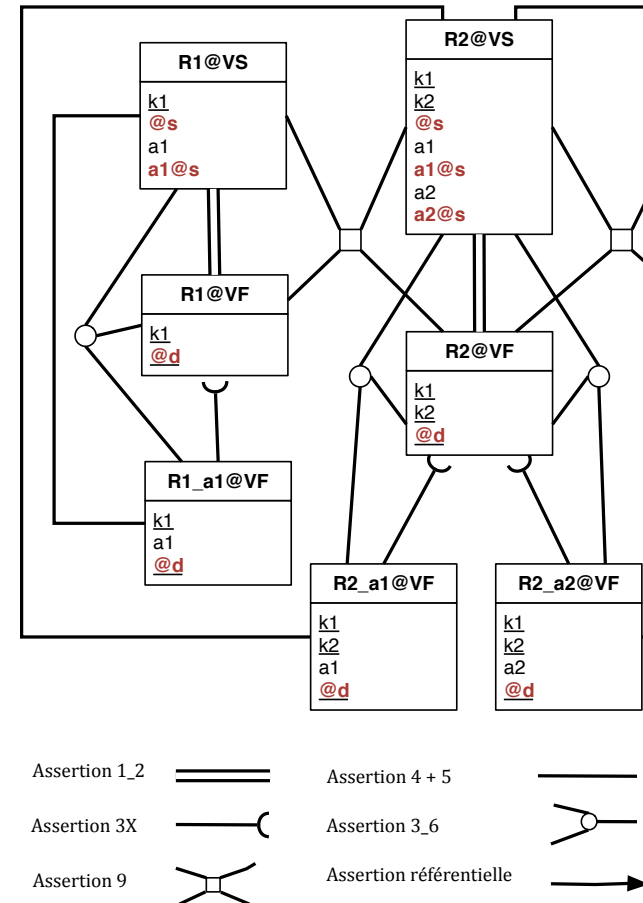 R1@VS
k1
@s
a1
a1@s
R2@VS
k1
k2
@s
a1
a1@s
a2
a2@s
R1@VF
k1
@d
R2@VF
k1
k2
@d
R1_a1@VF
k1
a1
@d
R2_a1@VF
k1
k2
a1
@d
R2_a2@VF
k1
k2
a2
@d
Assertion 1_2
Assertion 4 + 5
Assertion 3X
Assertion 3_6
Assertion 9
Assertion référentielle